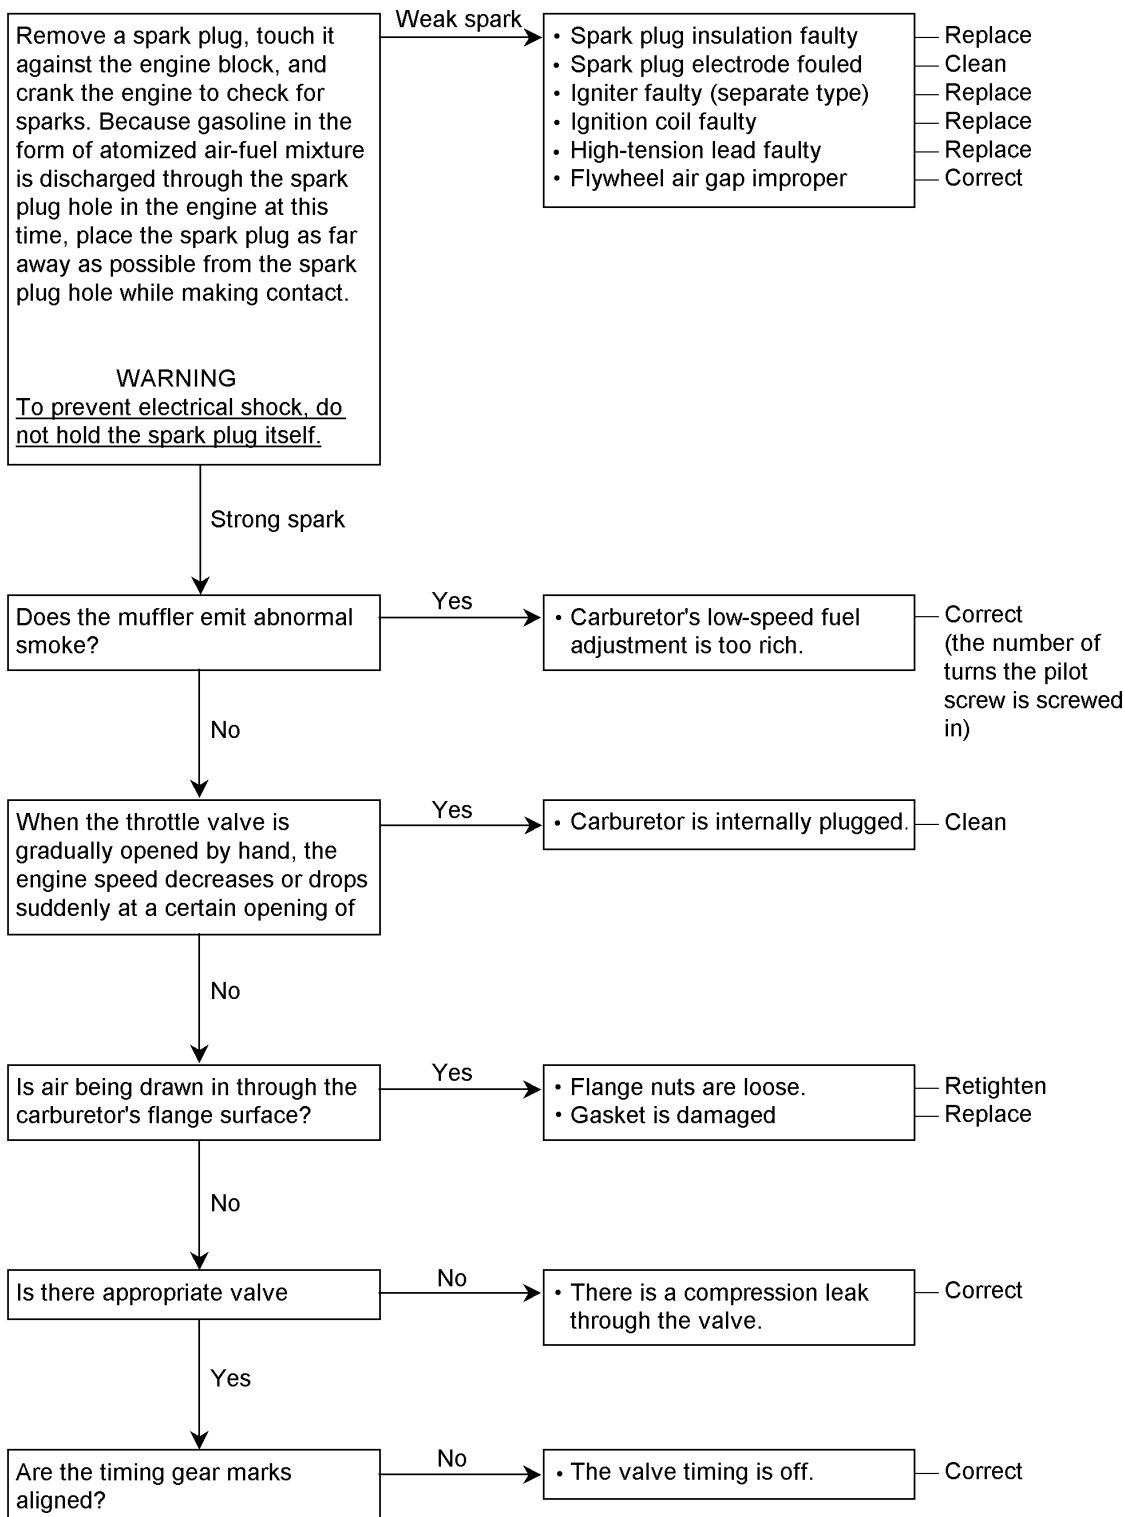 Remove a spark plug, touch it
against the engine block, and
crank the engine to check for
sparks. Because gasoline in the
form of atomized air-fuel mixture
is discharged through the spark
plug hole in the engine at this
time, place the spark plug as far
away as possible from the spark
plug hole while making contact.
WARNING
To prevent electrical shock, do
not hold the spark plug itself.
Weak spark
• Spark plug insulation faulty
Replace
• Spark plug electrode fouled
Clean
• Igniter faulty (separate type)
Replace
• Ignition coil faulty
Replace
• High-tension lead faulty
Replace
• Flywheel air gap improper
Correct
Strong spark
Does the muffler emit abnormal
smoke?
Yes
• Carburetor's low-speed fuel
adjustment is too rich.
Correct
(the number of
turns the pilot
screw is screwed
in)
No
When the throttle valve is
gradually opened by hand, the
engine speed decreases or drops
suddenly at a certain opening of
Yes
• Carburetor is internally plugged.
Clean
No
Is air being drawn in through the
carburetor's flange surface?
Yes
• Flange nuts are loose.
Retighten
• Gasket is damaged
Replace
No
Is there appropriate valve
No
• There is a compression leak
through the valve.
Correct
Yes
Are the timing gear marks
aligned?
No
• The valve timing is off.
Correct